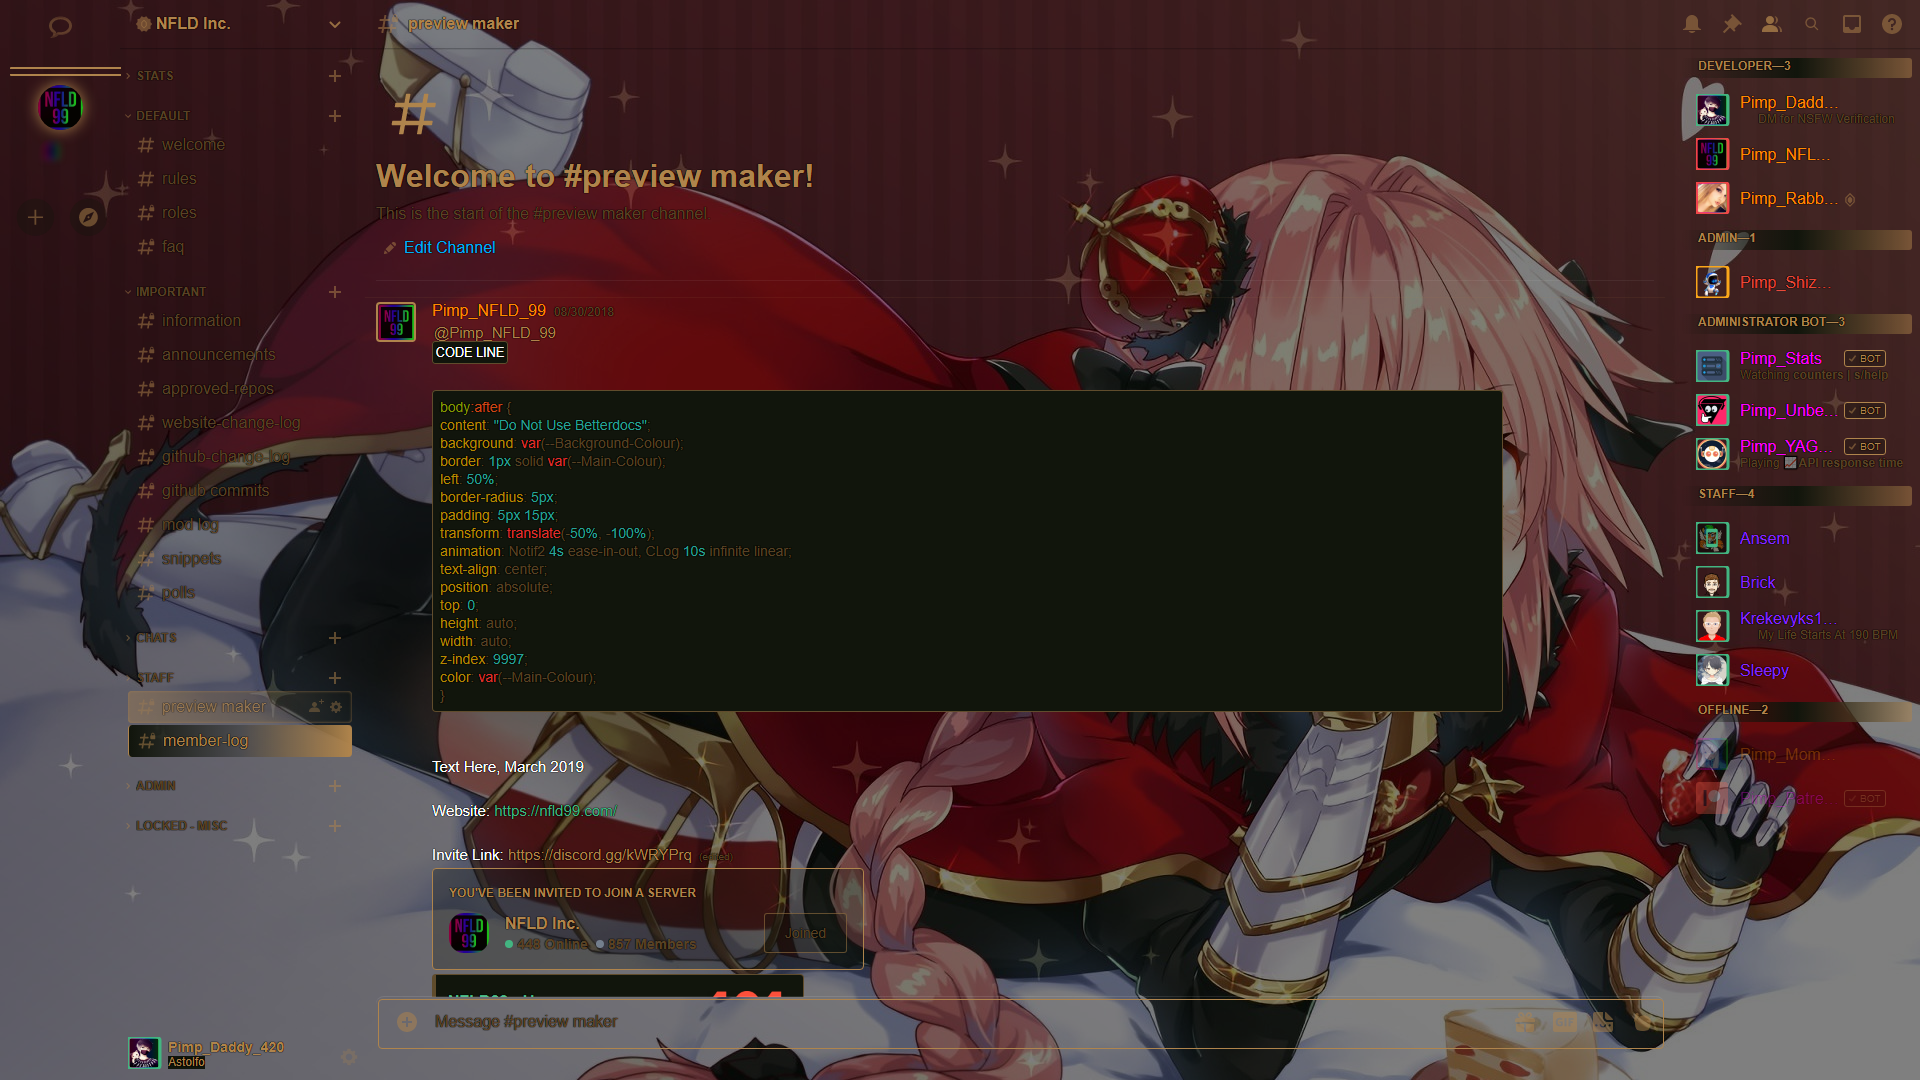 NFLD Inc.
preview maker
STATS
DEFAULT
welcome
rules
roles
faq
IMPORTANT
information
announcements
approved-repos
website-change-log
github-change-log
github-commits
mod-log
snippets
polls
CHATS
STAFF
preview maker
member-log
ADMIN
LOCKED - MISC
Pimp_Daddy_420
Astolfo
NFLD
99
#
Welcome to #preview maker!
This is the start of the #preview maker channel.
Edit Channel
Pimp_NFLD_99 08/30/2018
@Pimp_NFLD_99
CODE LINE
body:after {
content: "Do Not Use Betterdocs";
background: var(--Background-Colour);
border: 1px solid var(--Main-Colour);
left: 50%;
border-radius: 5px;
padding: 5px 15px;
transform: translate(-50%, -100%);
animation: Notif2 4s ease-in-out, CLog 10s infinite linear;
text-align: center;
position: absolute;
top: 0;
height: auto;
width: auto;
z-index: 9997;
color: var(--Main-Colour);
}
Text Here, March 2019
Website: https://nfld99.com/
Invite Link: https://discord.gg/kWRYPrq (edited)
YOU'VE BEEN INVITED TO JOIN A SERVER
NFLD
99
NFLD Inc.
448 Online 857 Members
Joined
Message #preview maker
DEVELOPER—3
Pimp_Dadd...
DM for NSFW Verification
Pimp_NFL...
Pimp_Rabb...
ADMIN—1
Pimp_Shiz...
ADMINISTRATOR BOT—3
Pimp_Stats BOT
Watching counters | s/help
Pimp_Unbe... BOT
Pimp_YAG... BOT
Playing API response time
STAFF—4
Ansem
Brick
Krekevyks1...
My Life Starts At 190 BPM
Sleepy
OFFLINE—2
Pimp_Mom...
BOT